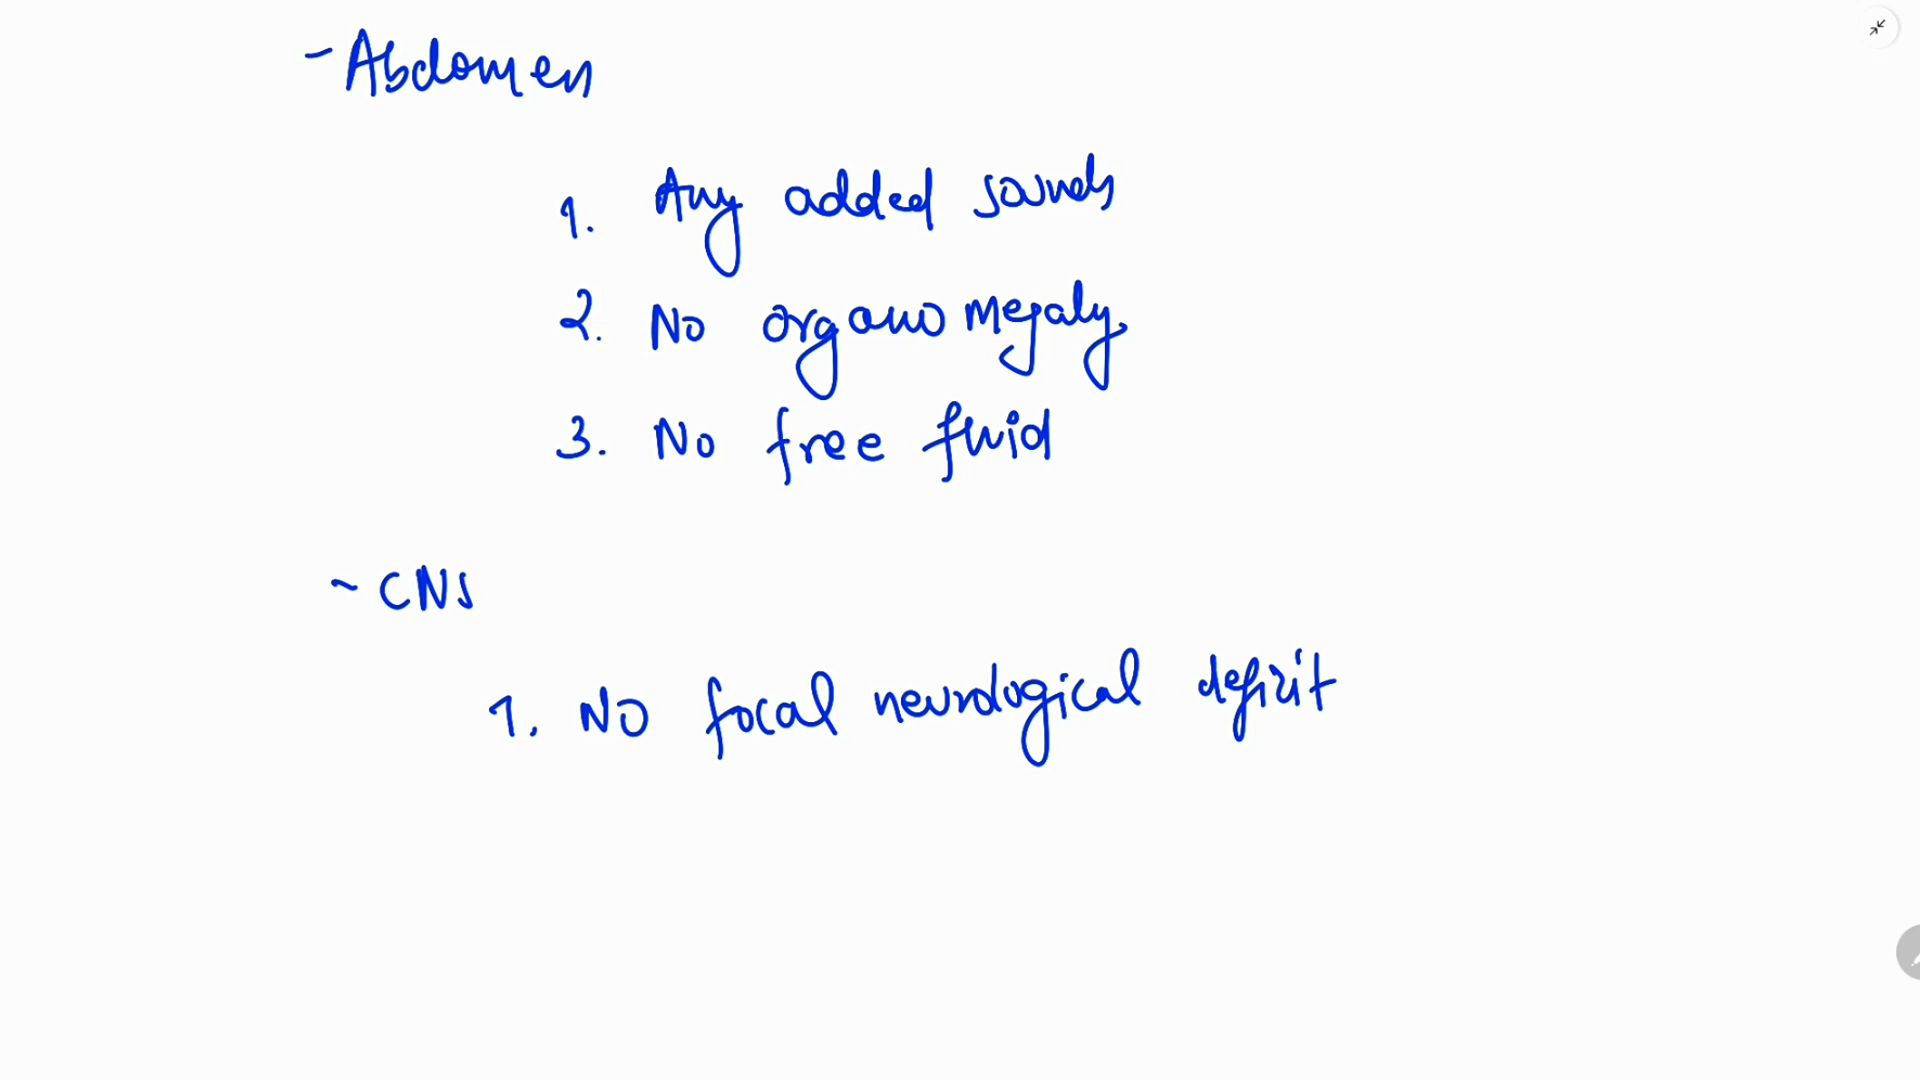 - Abdomen
1. Any added sounds
2. No organomegaly
3. No free fluid
~ CNS
1. No focal neurological deficit